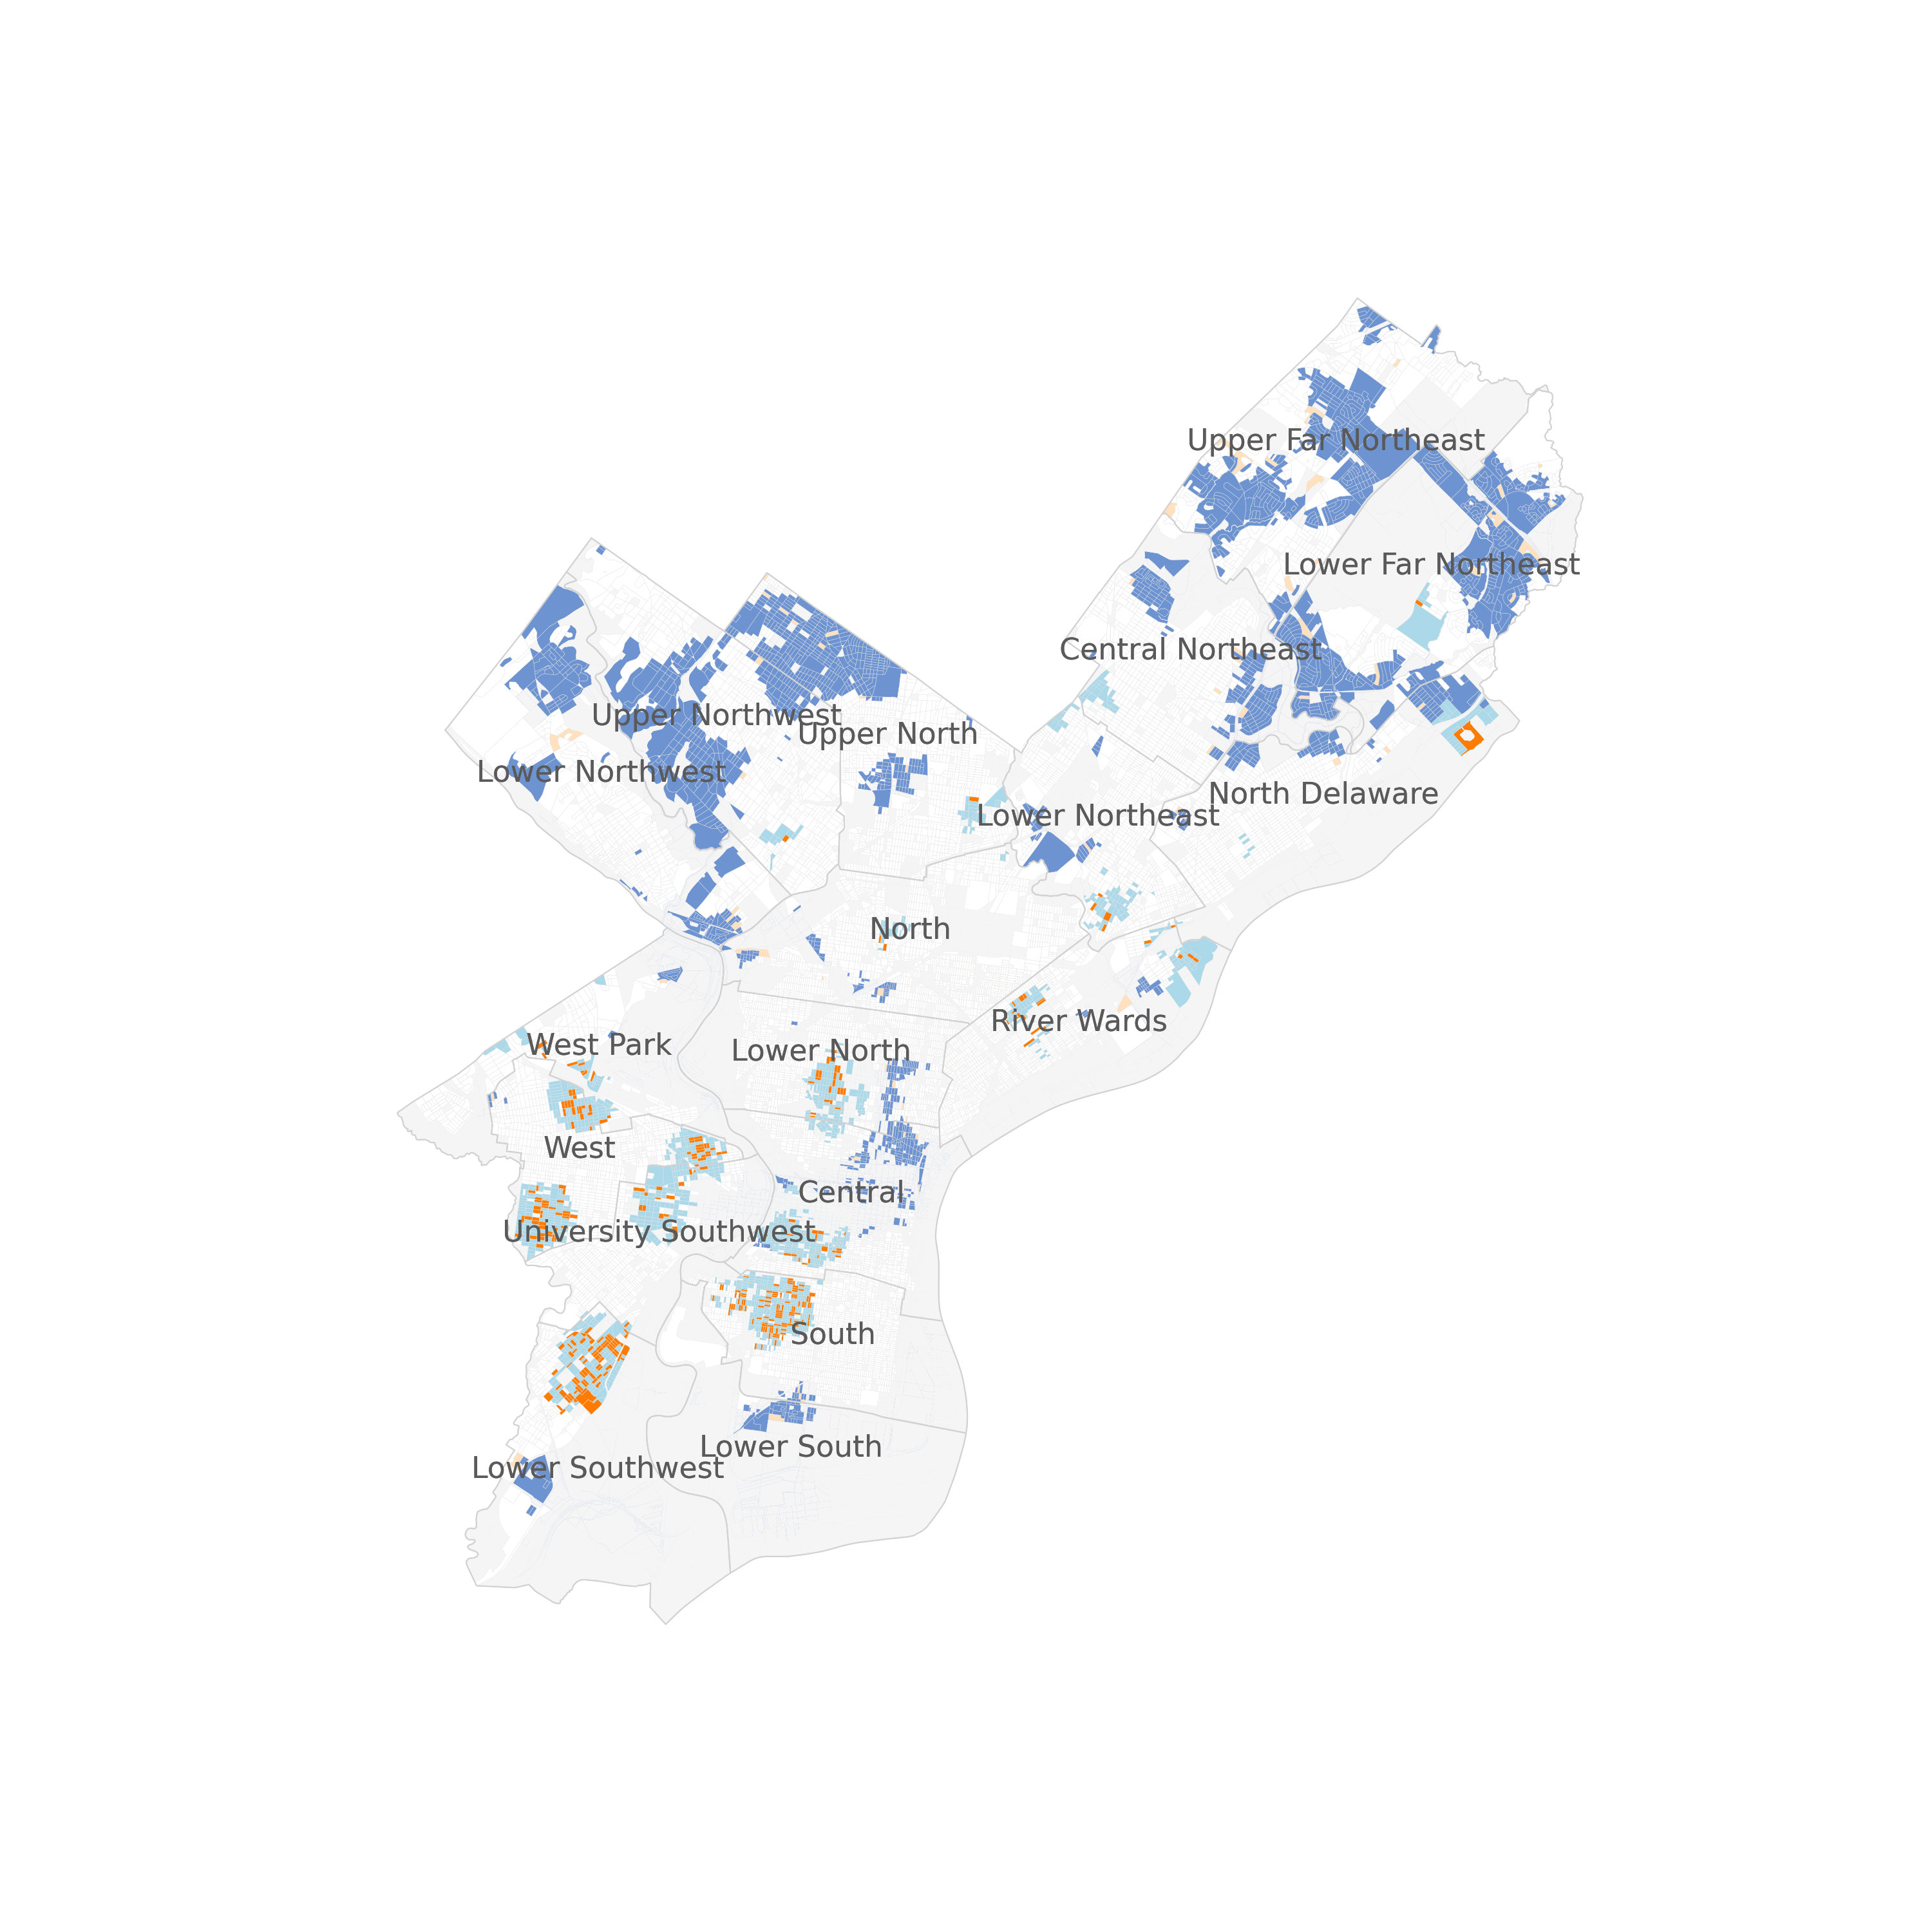 Upper Far Northeast
Lower Far Northeast
Central Northeast
Upper Northwest
Upper North
Lower Northwest
North Delaware
Lower Northeast
North
River Wards
West Park
Lower North
West
Central
University Southwest
South
Lower South
Lower Southwest